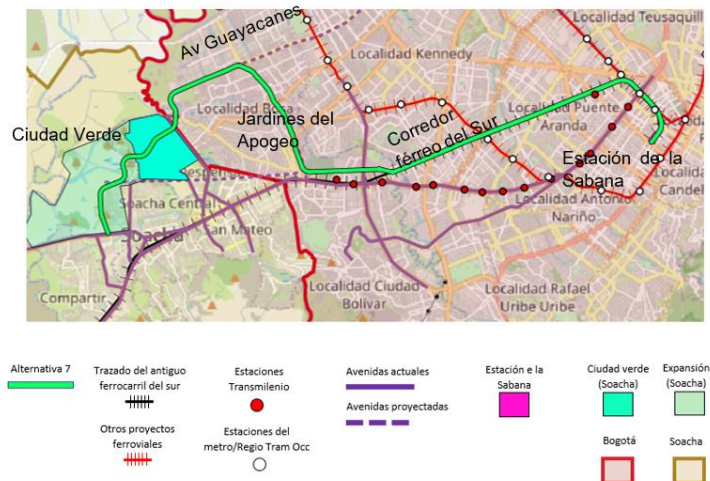 Localidad Teusaquill
Av Guayacanes
Localidad Kennedy
Localidad Bosa
Jardines del
Apogeo
Localidad Puente
Aranda
Corredor
férreo del Sur
Ciudad Verde
Estación de la
Sabana
Localida
Candel
Localidad Antonio
Nariño
Soacha Central
Soacha
San Mateo
Compartir
Localidad Ciudad
Bolívar
Localidad Rafael
Uribe Uribe
Alternativa 7
Trazado del antiguo
ferrocarril del sur
Otros proyectos
ferroviales
Estaciones
Transmilenio
Estaciones del
metro/Regio Tram Occ
Avenidas actuales
Avenidas proyectadas
Estación e la
Sabana
Ciudad verde
(Soacha)
Expansión
(Soacha)
Bogotá
Soacha